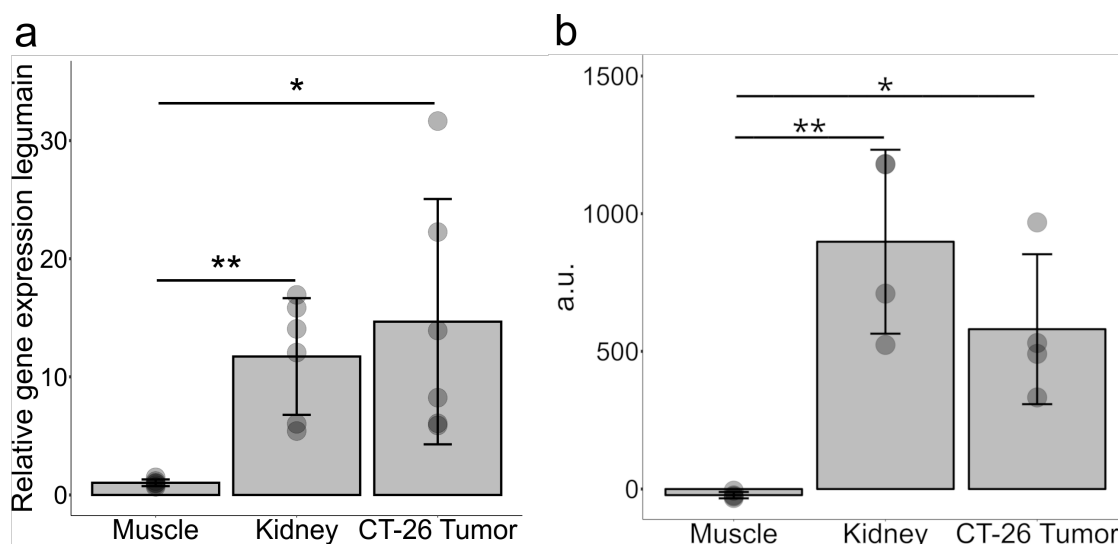 a
Relative gene expression legumain
30
20
10
0
*
**
Muscle Kidney CT-26 Tumor
b
a.u.
1500
1000
500
0
*
**
Muscle Kidney CT-26 Tumor